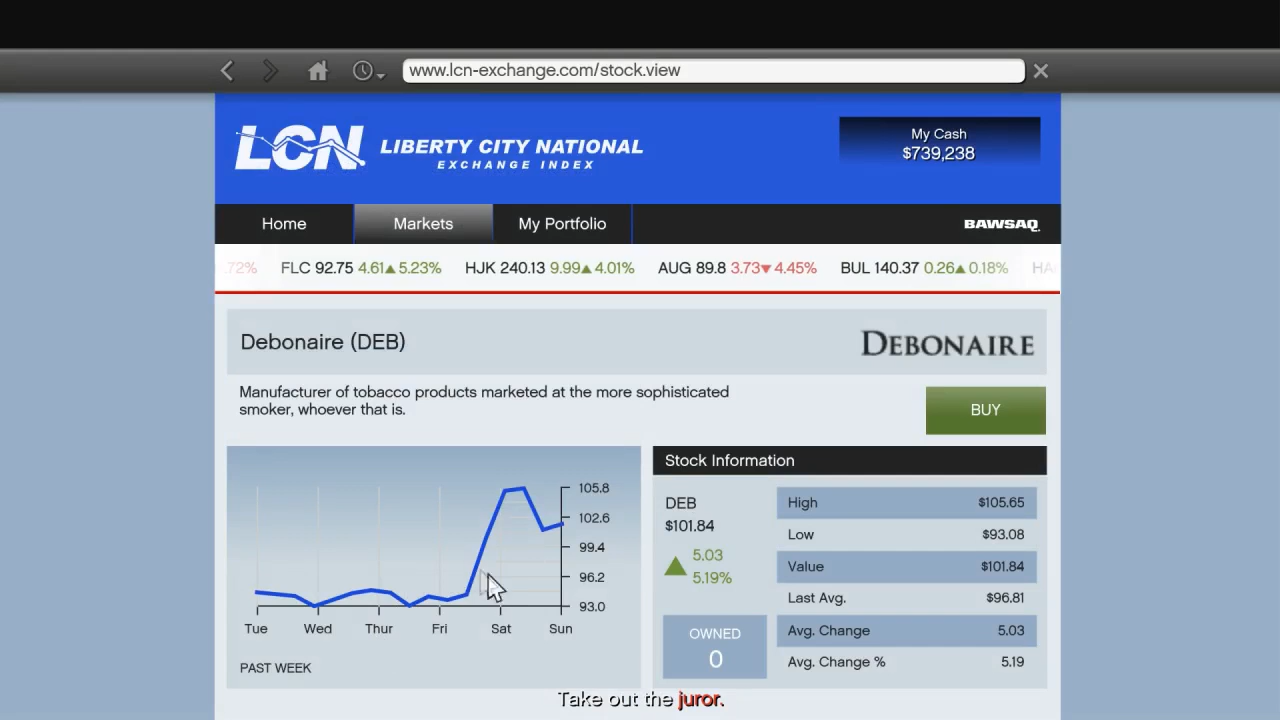 www.lcn-exchange.com/stock.view
LCN LIBERTY CITY NATIONAL
EXCHANGE INDEX
My Cash
$739,238
Home Markets My Portfolio BAWSAQ
.72% FLC 92.75 4.61▲5.23% HJK 240.13 9.99▲4.01% AUG 89.8 3.73▼4.45% BUL 140.37 0.26▲0.18%
Debonaire (DEB) DEBONAIRE
Manufacturer of tobacco products marketed at the more sophisticated
smoker, whoever that is.
BUY
105.8
102.6
99.4
96.2
93.0
Tue Wed Thur Fri Sat Sun
PAST WEEK
Stock Information
DEB
$101.84
5.03
5.19%
OWNED
0
High $105.65
Low $93.08
Value $101.84
Last Avg. $96.81
Avg. Change 5.03
Avg. Change % 5.19
Take out the juror.